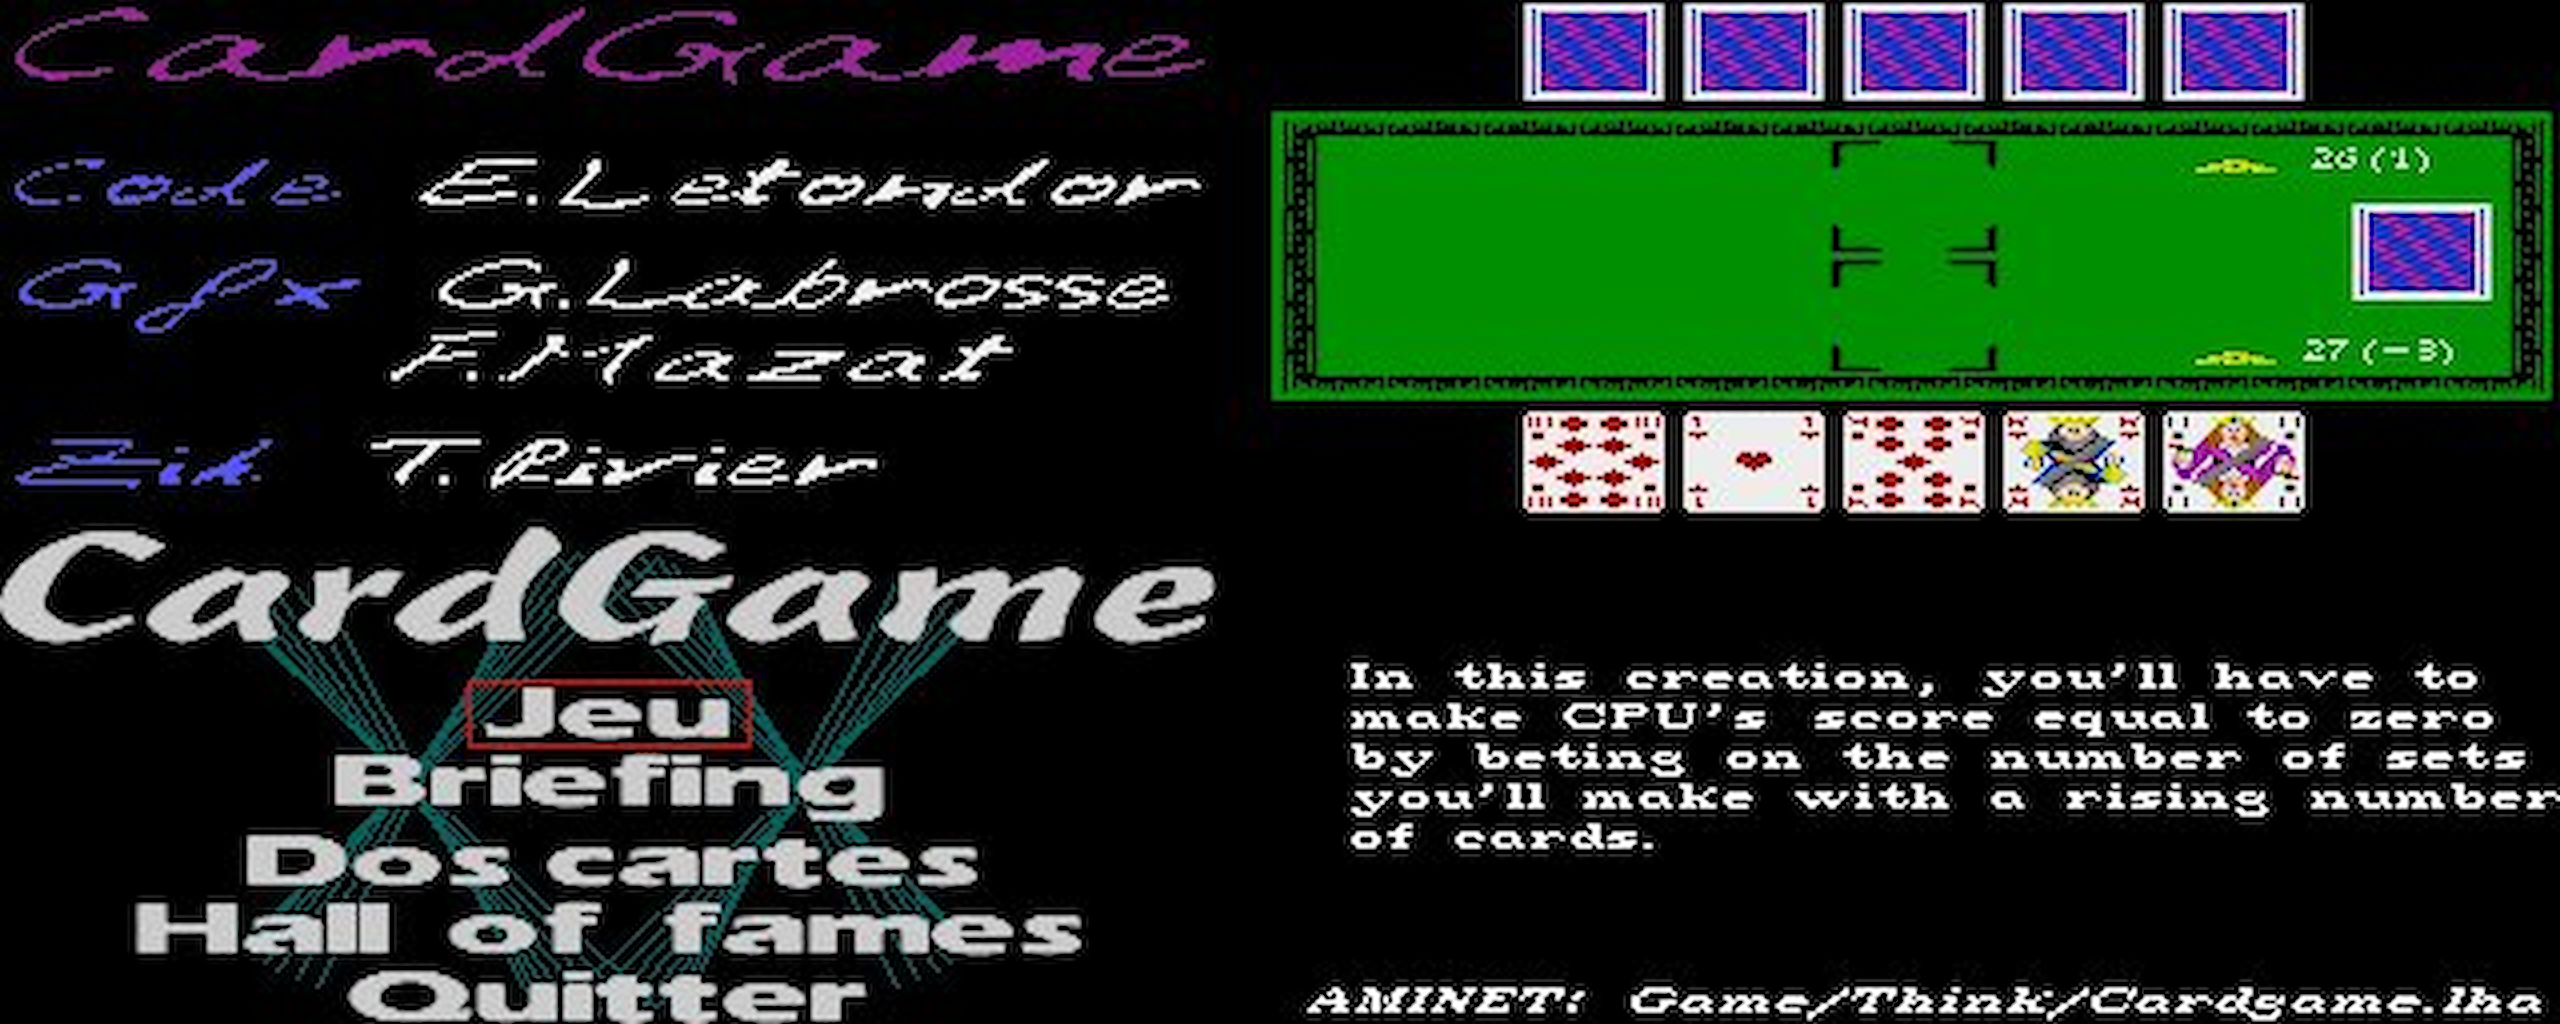 CardGame
Code E.Letondor
Gfx G.Labrosse
F.Mazat
Zik T.Rivier
26(1)
27(-3)
CardGame
Jeu
Briefing
Dos cartes
Hall of fames
Quitter
In this creation, you'll have to
make CPU's score equal to zero
by beting on the number of sets
you'll make with a rising number
of cards.
AMINET: Game/Think/Cardgame.lha